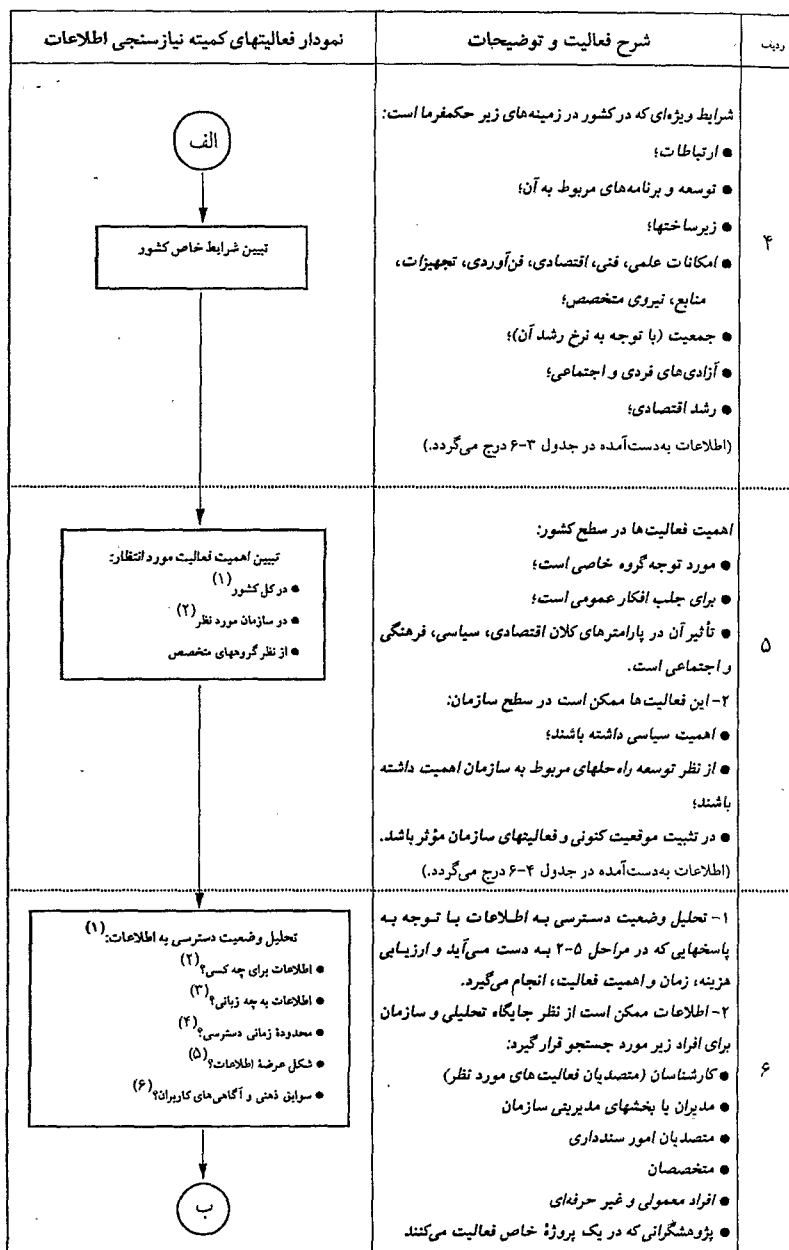 ردیف
شرح فعالیت و توضیحات
نمودار فعالیتهای کمیته نیازسنجی اطلاعات
۴
شرایط ویژه‌ای که در کشور در زمینه‌های زیر حکمفرما است:
● ارتباطات؛
● توسعه و برنامه‌های مربوط به آن؛
● زیرساختها؛
● امکانات علمی، فنی، اقتصادی، فن‌آوردی، تجهیزات،
منابع، نیروی متخصص؛
● جمعیت (با توجه به نرخ رشد آن)؛
● آزادی‌های فردی و اجتماعی؛
● رشد اقتصادی؛
(اطلاعات به‌دست‌آمده در جدول ۳-۶ درج می‌گردد.)
الف
تبیین شرایط خاص کشور
۵
اهمیت فعالیت‌ها در سطح کشور:
● مورد توجه گروه خاصی است؛
● برای جلب افکار عمومی است؛
● تأثیر آن در پارامترهای کلان اقتصادی، سیاسی، فرهنگی
و اجتماعی است.
۲- این فعالیت‌ها ممکن است در سطح سازمان:
● اهمیت سیاسی داشته باشند؛
● از نظر توسعه راه‌حلهای مربوط به سازمان اهمیت داشته
باشند؛
● در تثبیت موقعیت کنونی و فعالیتهای سازمان مؤثر باشد.
(اطلاعات به‌دست‌آمده در جدول ۴-۶ درج می‌گردد.)
تبیین اهمیت فعالیت مورد انتظار:
● در کل کشور (۱)
● در سازمان مورد نظر (۲)
● از نظر گروههای متخصص
۶
۱- تحلیل وضعیت دسترسی به اطلاعات با توجه به
پاسخهایی که در مراحل ۵-۲ به دست می‌آید و ارزیابی
هزینه، زمان و اهمیت فعالیت، انجام می‌گیرد.
۲- اطلاعات ممکن است از نظر جایگاه تحلیلی و سازمان
برای افراد زیر مورد جستجو قرار گیرد:
● کارشناسان (متصدیان فعالیت‌های مورد نظر)
● مدیران یا بخشهای مدیریتی سازمان
● متصدیان امور سندداری
● متخصصان
● افراد معمولی و غیر حرفه‌ای
● پژوهشگرانی که در یک پروژهٔ خاص فعالیت می‌کنند
تحلیل وضعیت دسترسی به اطلاعات: (۱)
● اطلاعات برای چه کسی؟ (۲)
● اطلاعات به چه زبانی؟ (۳)
● محدودهٔ زمانی دسترسی؟ (۴)
● شکل عرضهٔ اطلاعات؟ (۵)
● سوابق ذهنی و آگاهی‌های کاربران؟ (۶)
ب